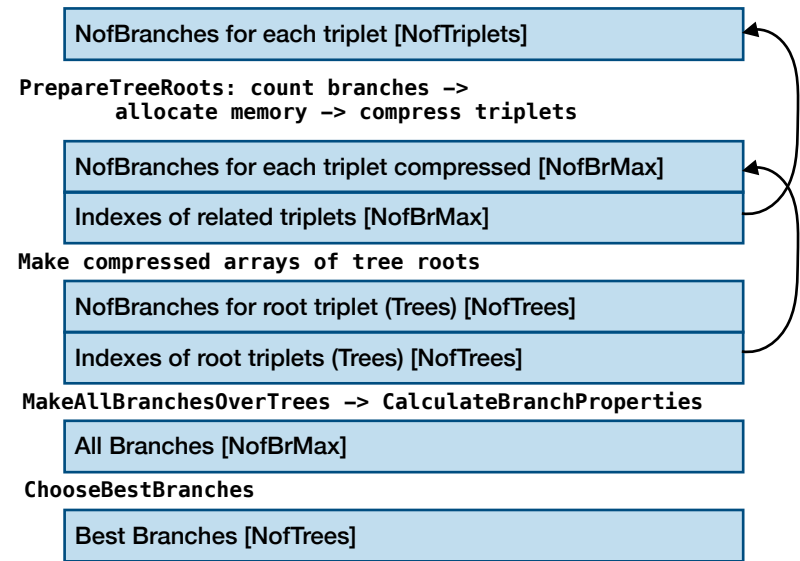 NofBranches for each triplet [NofTriplets]
PrepareTreeRoots: count branches –>
allocate memory –> compress triplets
NofBranches for each triplet compressed [NofBrMax]
Indexes of related triplets [NofBrMax]
Make compressed arrays of tree roots
NofBranches for root triplet (Trees) [NofTrees]
Indexes of root triplets (Trees) [NofTrees]
MakeAllBranchesOverTrees –> CalculateBranchProperties
All Branches [NofBrMax]
ChooseBestBranches
Best Branches [NofTrees]